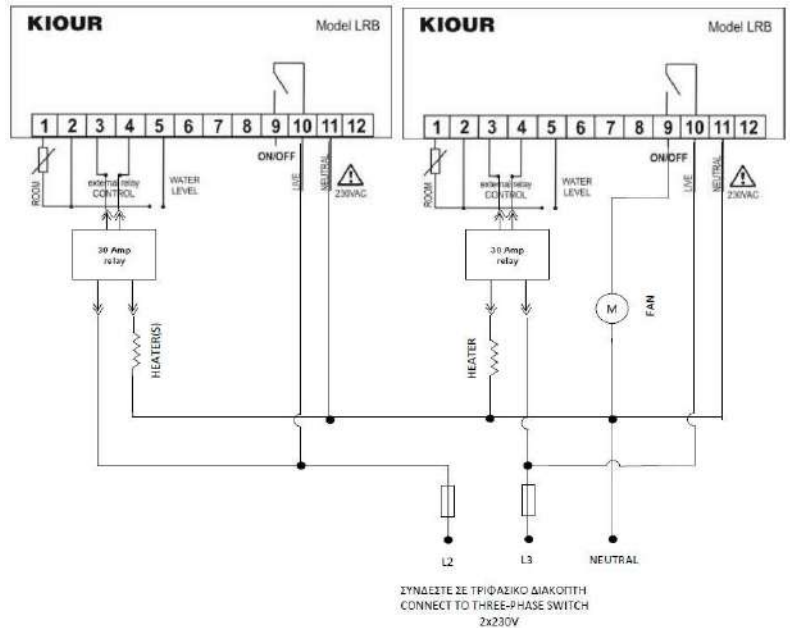 KIOUR Model LRB
1 2 3 4 5 6 7 8 9 10 11 12
ROOM
external relay
CONTROL
WATER
LEVEL
ON/OFF
LIVE
NEUTRAL
230VAC
30 Amp
relay
HEATER(S)
KIOUR Model LRB
1 2 3 4 5 6 7 8 9 10 11 12
ROOM
external relay
CONTROL
WATER
LEVEL
ON/OFF
LIVE
NEUTRAL
230VAC
30 Amp
relay
HEATER
M
FAN
L2
L3
NEUTRAL
ΣΥΝΔΕΣΤΕ ΣΕ ΤΡΙΦΑΣΙΚΟ ΔΙΑΚΟΠΤΗ
CONNECT TO THREE-PHASE SWITCH
2x230V